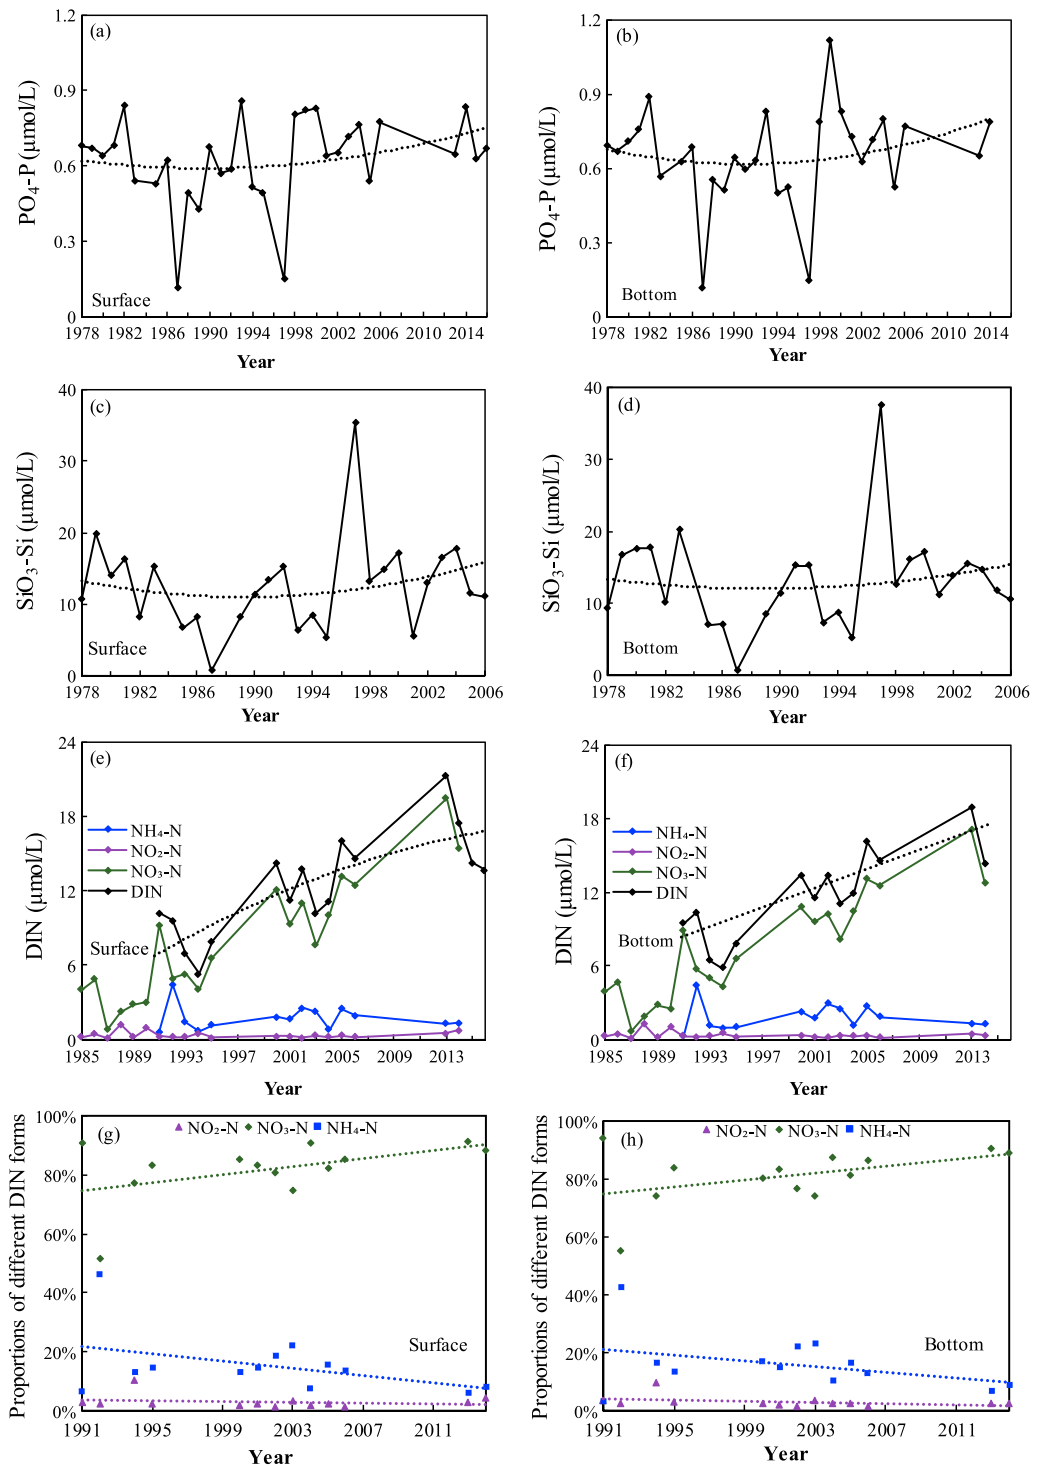 (a)
PO₄-P (μmol/L)
1.2
0.9
0.6
0.3
0
Surface
1978 1982 1986 1990 1994 1998 2002 2006 2010 2014
Year
(b)
PO₄-P (μmol/L)
1.2
0.9
0.6
0.3
0
Bottom
1978 1982 1986 1990 1994 1998 2002 2006 2010 2014
Year
(c)
SiO₃-Si (μmol/L)
40
30
20
10
0
Surface
1978 1982 1986 1990 1994 1998 2002 2006
Year
(d)
SiO₃-Si (μmol/L)
40
30
20
10
0
Bottom
1978 1982 1986 1990 1994 1998 2002 2006
Year
(e)
DIN (μmol/L)
24
18
12
6
0
NH₄-N
NO₂-N
NO₃-N
DIN
Surface
1985 1989 1993 1997 2001 2005 2009 2013
Year
(f)
DIN (μmol/L)
24
18
12
6
0
NH₄-N
NO₂-N
NO₃-N
DIN
Bottom
1985 1989 1993 1997 2001 2005 2009 2013
Year
(g)
Proportions of different DIN forms
100%
80%
60%
40%
20%
0%
NO₂-N NO₃-N NH₄-N
Surface
1991 1995 1999 2003 2007 2011
Year
(h)
Proportions of different DIN forms
100%
80%
60%
40%
20%
0%
NO₂-N NO₃-N NH₄-N
Bottom
1991 1995 1999 2003 2007 2011
Year